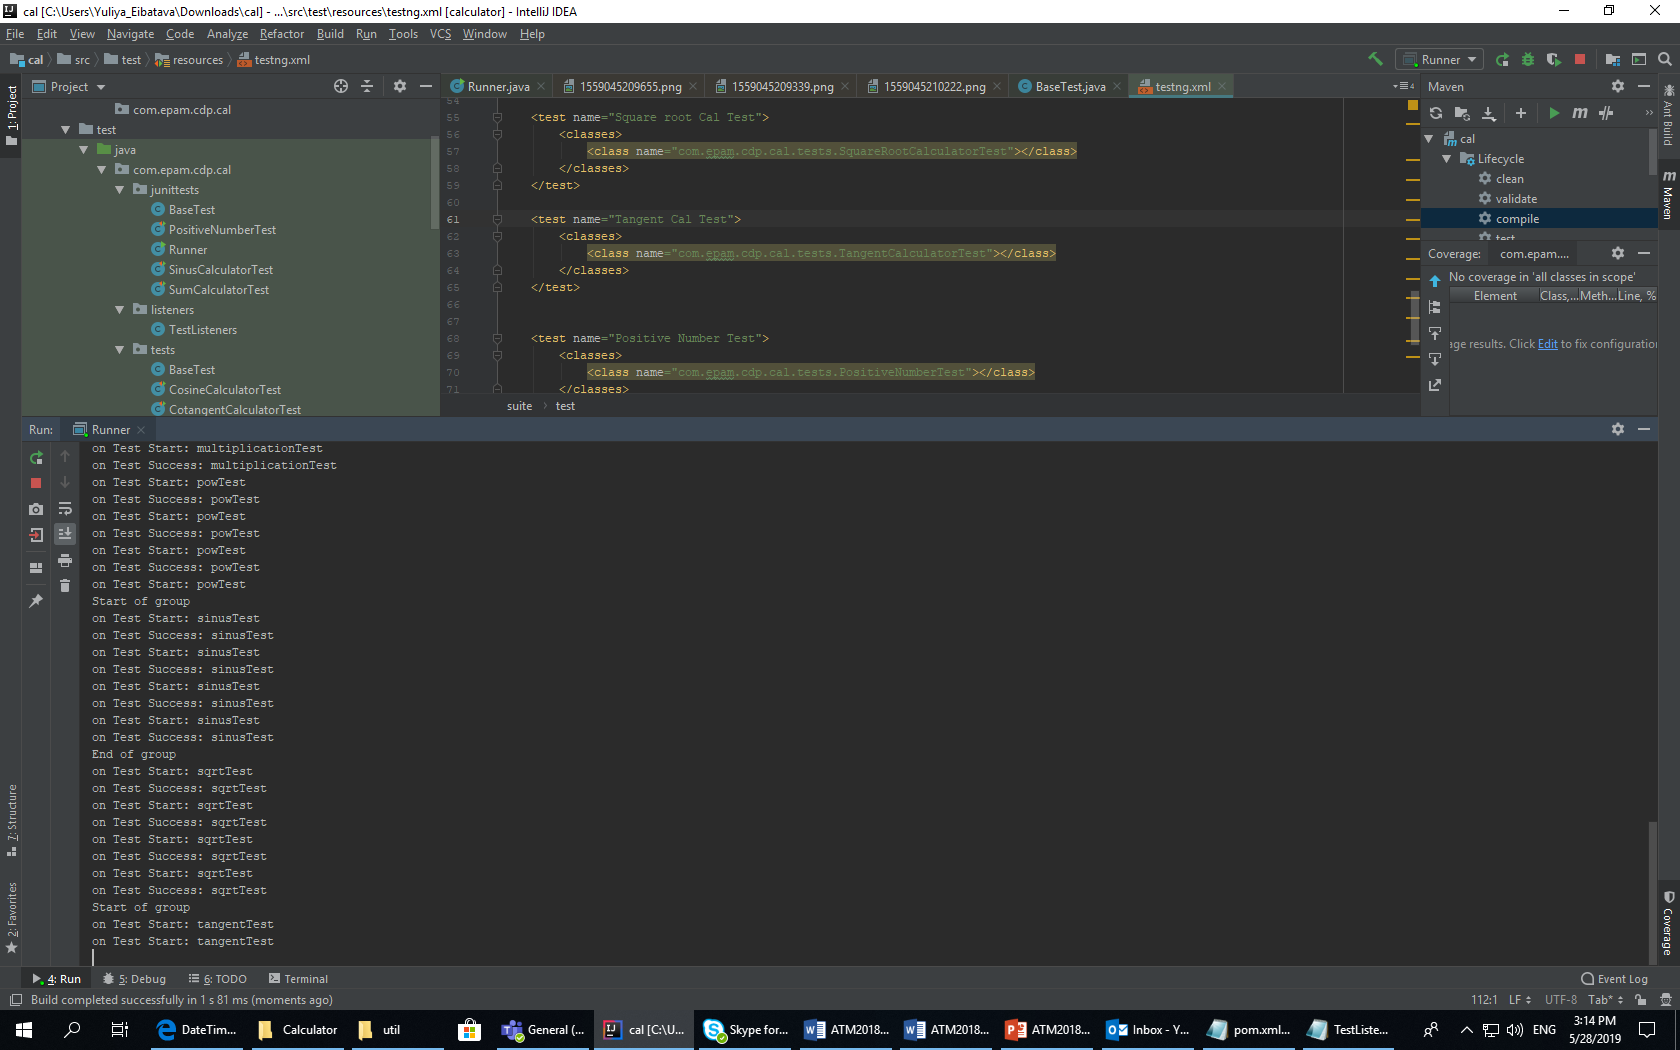 cal [C:\Users\Yuliya_Eibatava\Downloads\cal] - ...\src\test\resources\testng.xml [calculator] - IntelliJ IDEA
File Edit View Navigate Code Analyze Refactor Build Run Tools VCS Window Help
cal src test resources testng.xml
Runner
1: Project
Project
com.epam.cdp.cal
test
java
com.epam.cdp.cal
junittests
BaseTest
PositiveNumberTest
Runner
SinusCalculatorTest
SumCalculatorTest
listeners
TestListeners
tests
BaseTest
CosineCalculatorTest
CotangentCalculatorTest
Runner.java 1559045209655.png 1559045209339.png 1559045210222.png BaseTest.java testng.xml
54
55 <test name="Square root Cal Test">
56 <classes>
57 <class name="com.epam.cdp.cal.tests.SquareRootCalculatorTest"></class>
58 </classes>
59 </test>
60
61 <test name="Tangent Cal Test">
62 <classes>
63 <class name="com.epam.cdp.cal.tests.TangentCalculatorTest"></class>
64 </classes>
65 </test>
66
67
68 <test name="Positive Number Test">
69 <classes>
70 <class name="com.epam.cdp.cal.tests.PositiveNumberTest"></class>
71 </classes>
suite test
Maven
cal
Lifecycle
clean
validate
compile
test
Coverage: com.epam....
No coverage in 'all classes in scope'
Element Class,... Meth... Line, %
age results. Click Edit to fix configuration
Ant Build
Maven
Coverage
Run: Runner
on Test Start: multiplicationTest
on Test Success: multiplicationTest
on Test Start: powTest
on Test Success: powTest
on Test Start: powTest
on Test Success: powTest
on Test Start: powTest
on Test Success: powTest
on Test Start: powTest
Start of group
on Test Start: sinusTest
on Test Success: sinusTest
on Test Start: sinusTest
on Test Success: sinusTest
on Test Start: sinusTest
on Test Success: sinusTest
on Test Start: sinusTest
on Test Success: sinusTest
End of group
on Test Start: sqrtTest
on Test Success: sqrtTest
on Test Start: sqrtTest
on Test Success: sqrtTest
on Test Start: sqrtTest
on Test Success: sqrtTest
on Test Start: sqrtTest
on Test Success: sqrtTest
Start of group
on Test Start: tangentTest
on Test Start: tangentTest
7: Structure
2: Favorites
4: Run 5: Debug 6: TODO Terminal Event Log
Build completed successfully in 1 s 81 ms (moments ago) 112:1 LF UTF-8 Tab*
DateTim... Calculator util General (... cal [C:\U... Skype for... ATM2018... ATM2018... ATM2018... Inbox - Y... pom.xml... TestListe... ENG
3:14 PM
5/28/2019